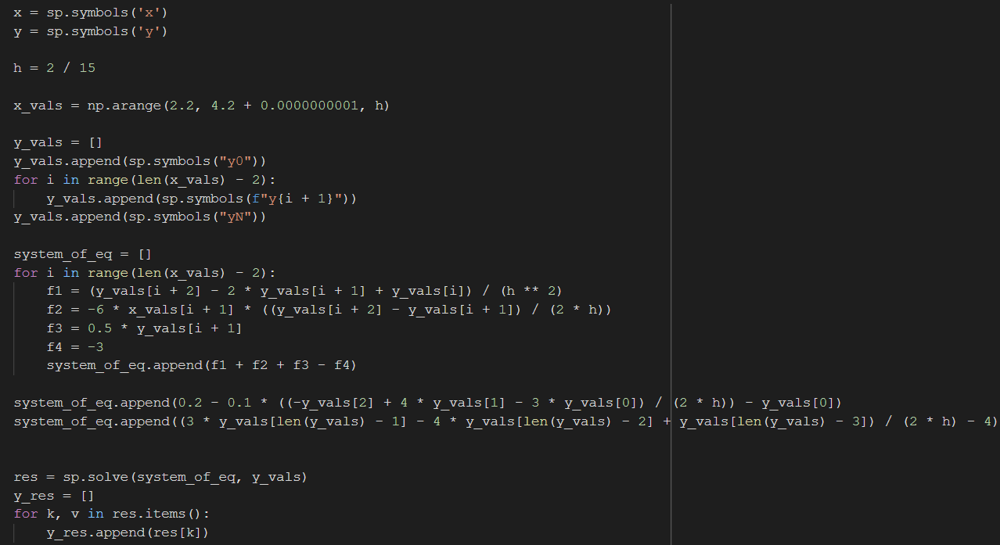 x = sp.symbols('x')
y = sp.symbols('y')
h = 2 / 15
x_vals = np.arange(2.2, 4.2 + 0.0000000001, h)
y_vals = []
y_vals.append(sp.symbols("y0"))
for i in range(len(x_vals) - 2):
    y_vals.append(sp.symbols(f"y{i + 1}"))
y_vals.append(sp.symbols("yN"))
system_of_eq = []
for i in range(len(x_vals) - 2):
    f1 = (y_vals[i + 2] - 2 * y_vals[i + 1] + y_vals[i]) / (h ** 2)
    f2 = -6 * x_vals[i + 1] * ((y_vals[i + 2] - y_vals[i + 1]) / (2 * h))
    f3 = 0.5 * y_vals[i + 1]
    f4 = -3
    system_of_eq.append(f1 + f2 + f3 - f4)
system_of_eq.append(0.2 - 0.1 * ((-y_vals[2] + 4 * y_vals[1] - 3 * y_vals[0]) / (2 * h)) - y_vals[0])
system_of_eq.append((3 * y_vals[len(y_vals) - 1] - 4 * y_vals[len(y_vals) - 2] + y_vals[len(y_vals) - 3]) / (2 * h) - 4)
res = sp.solve(system_of_eq, y_vals)
y_res = []
for k, v in res.items():
    y_res.append(res[k])